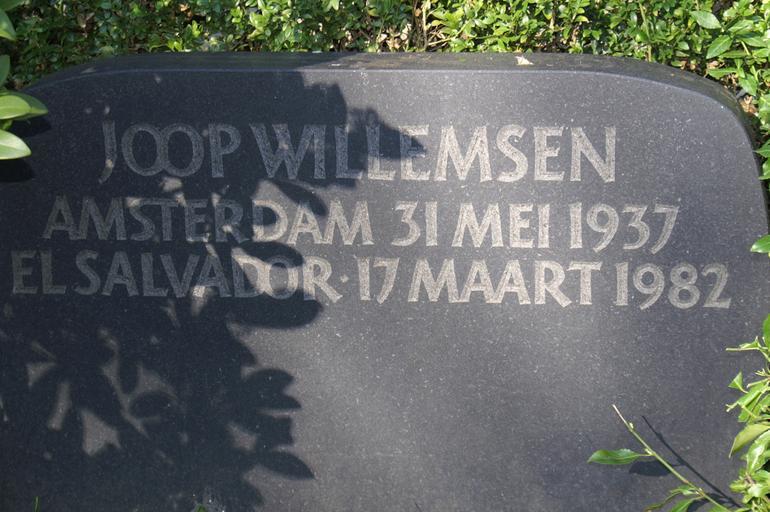 JOOP WILLEMSEN
AMSTERDAM 31 MEI 1937
EL SALVADOR · 17 MAART 1982